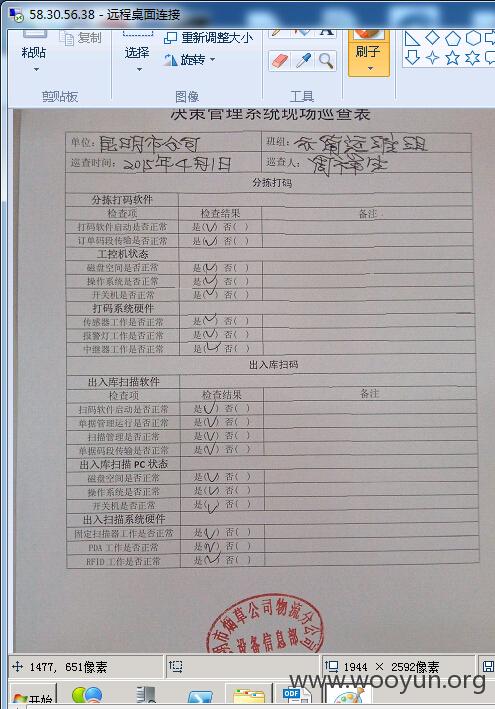 58.30.56.38 - 远程桌面连接
粘贴 复制 选择 重新调整大小 旋转 刷子
剪贴板 图像 工具
决策管理系统现场巡查表
单位: 昆明市公司 班组: 云南运维组
巡查时间: 2015年4月1日 巡查人:
分拣打码
分拣打码软件
检查项 检查结果 备注
打码软件启动是否正常 是(√) 否( )
订单码段传输是否正常 是(√) 否( )
工控机状态
磁盘空间是否正常 是(√) 否( )
操作系统是否正常 是(√) 否( )
开关机是否正常 是(√) 否( )
打码系统硬件
传感器工作是否正常 是(√) 否( )
报警灯工作是否正常 是(√) 否( )
中继器工作是否正常 是(√) 否( )
出入库扫码
出入库扫描软件
检查项 检查结果 备注
扫码软件启动是否正常 是(√) 否( )
单据管理运行是否正常 是(√) 否( )
扫描管理是否正常 是(√) 否( )
单据码段传输是否正常 是(√) 否( )
出入库扫描PC状态
磁盘空间是否正常 是(√) 否( )
操作系统是否正常 是(√) 否( )
开关机是否正常 是(√) 否( )
出入扫描系统硬件
固定扫描器工作是否正常 是(√) 否( )
PDA工作是否正常 是(√) 否( )
RFID工作是否正常 是(√) 否( )
明市烟草公司物流分公司
设备信息部
1477, 651像素 1944 × 2592像素
www.wooyun.org
开始 ODF